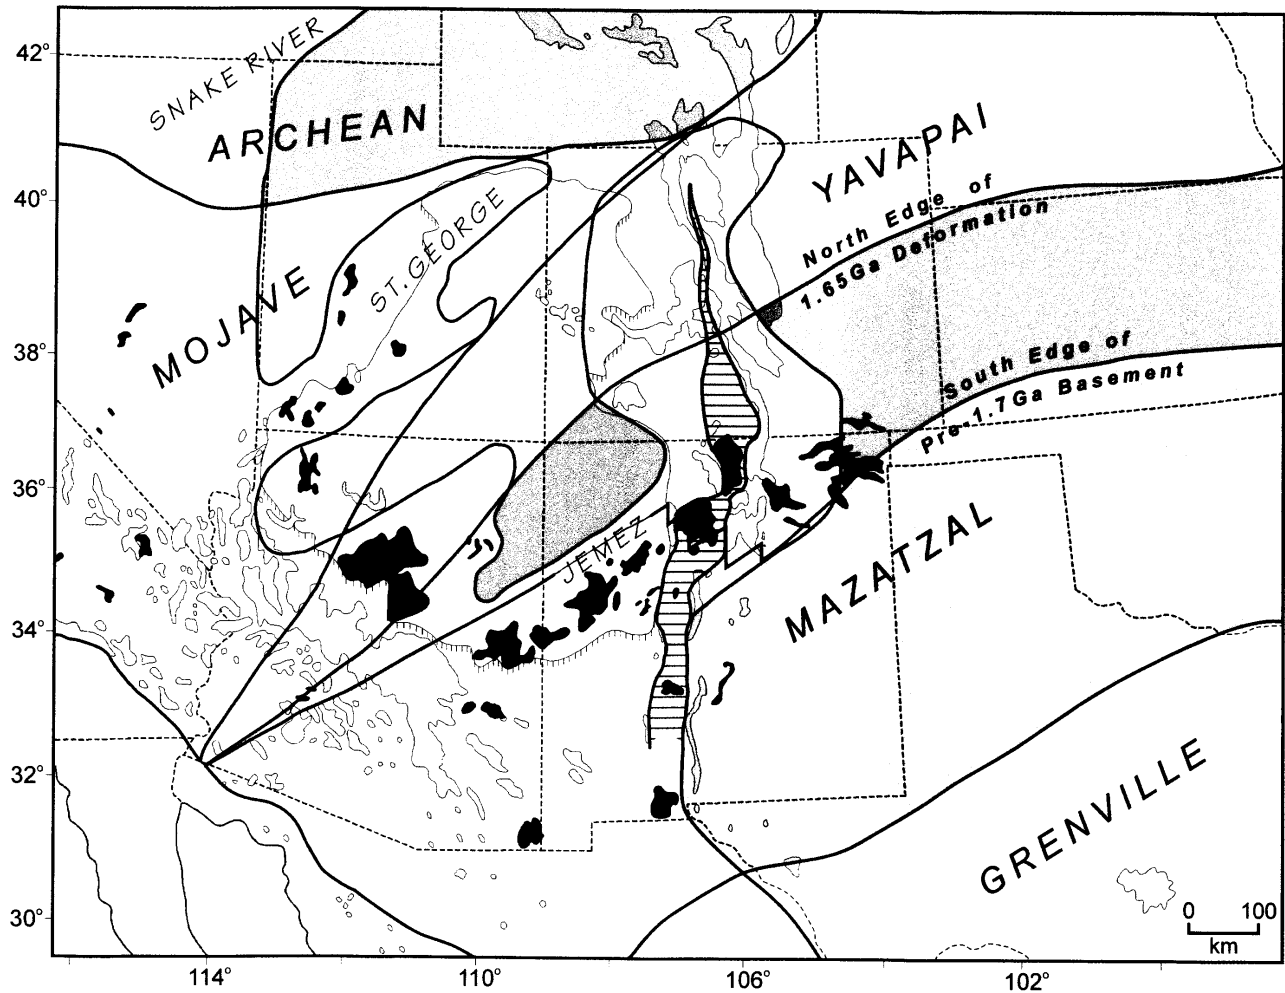 42°
SNAKE RIVER
ARCHEAN
YAVAPAI
40°
North Edge of
1.65Ga Deformation
ST. GEORGE
MOJAVE
38°
South Edge of
Pre-1.7Ga Basement
36°
JEMEZ
MAZATZAL
34°
32°
GRENVILLE
30°
0 100
km
114° 110° 106° 102°